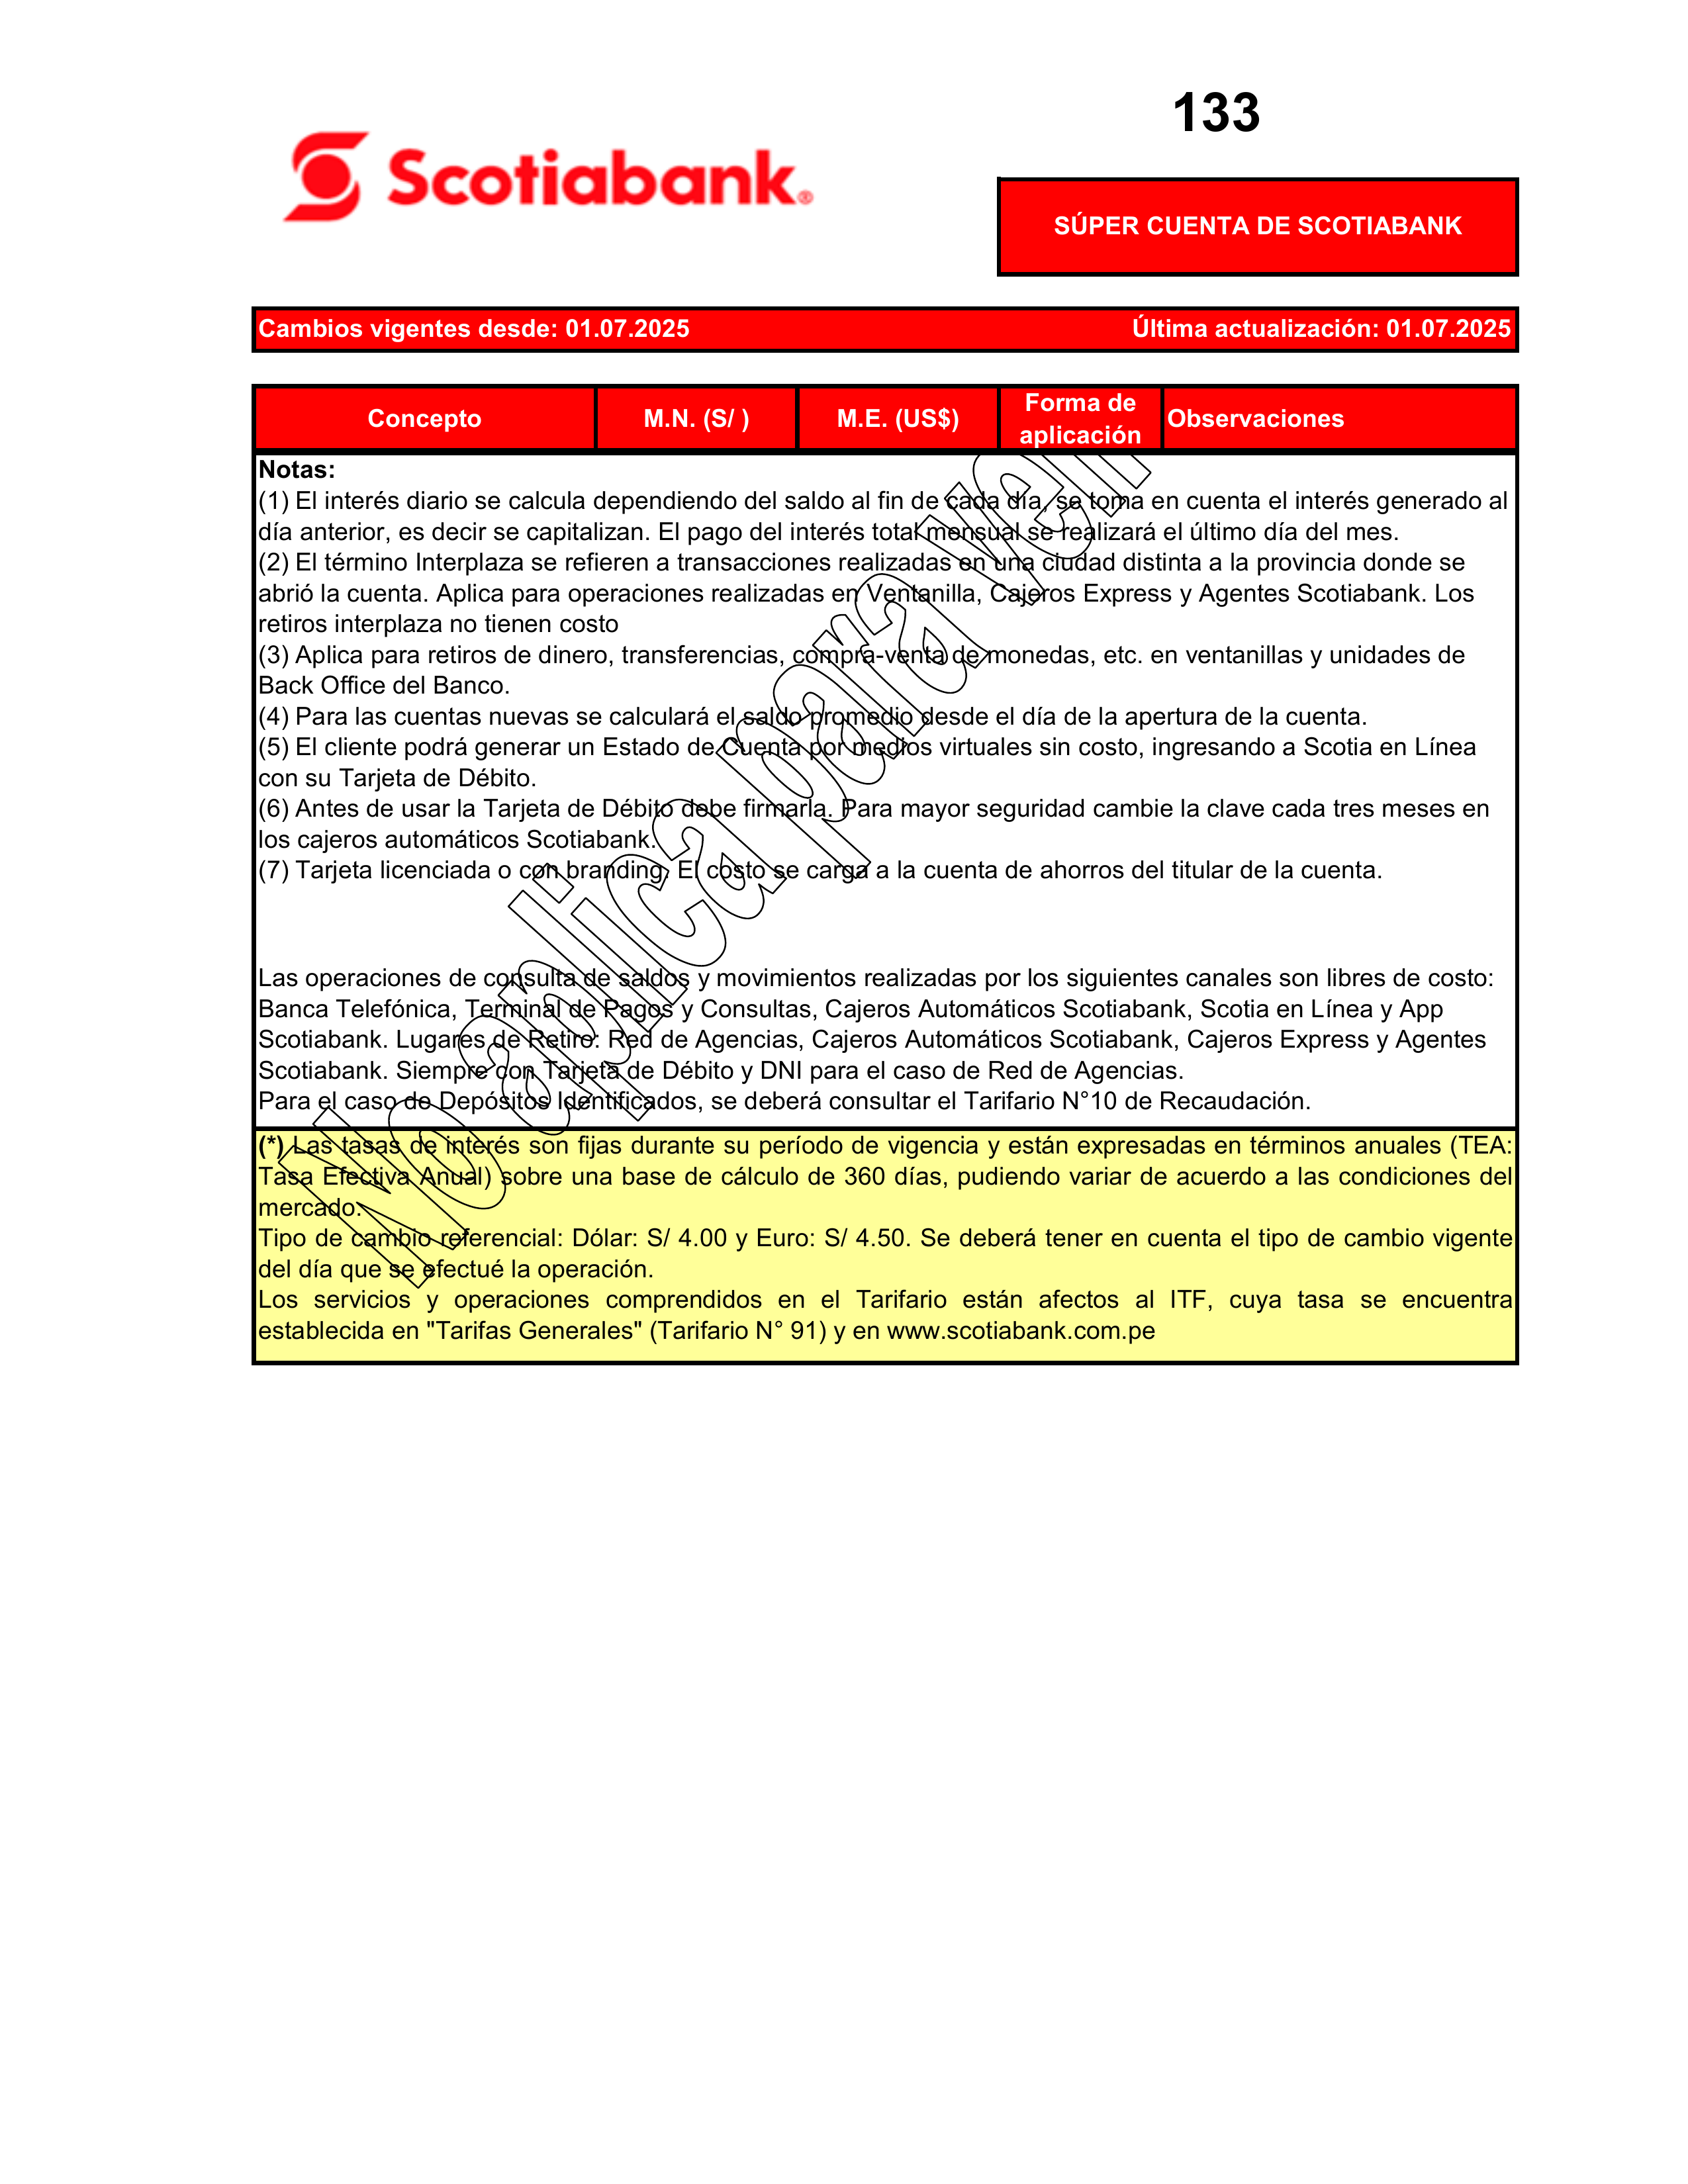 133
Scotiabank®
SÚPER CUENTA DE SCOTIABANK
Cambios vigentes desde: 01.07.2025 Última actualización: 01.07.2025
Concepto M.N. (S/ ) M.E. (US$) Forma de aplicación Observaciones
Notas:
(1) El interés diario se calcula dependiendo del saldo al fin de cada día, se toma en cuenta el interés generado al
día anterior, es decir se capitalizan. El pago del interés total mensual se realizará el último día del mes.
(2) El término Interplaza se refieren a transacciones realizadas en una ciudad distinta a la provincia donde se
abrió la cuenta. Aplica para operaciones realizadas en Ventanilla, Cajeros Express y Agentes Scotiabank. Los
retiros interplaza no tienen costo
(3) Aplica para retiros de dinero, transferencias, compra-venta de monedas, etc. en ventanillas y unidades de
Back Office del Banco.
(4) Para las cuentas nuevas se calculará el saldo promedio desde el día de la apertura de la cuenta.
(5) El cliente podrá generar un Estado de Cuenta por medios virtuales sin costo, ingresando a Scotia en Línea
con su Tarjeta de Débito.
(6) Antes de usar la Tarjeta de Débito debe firmarla. Para mayor seguridad cambie la clave cada tres meses en
los cajeros automáticos Scotiabank.
(7) Tarjeta licenciada o con branding. El costo se carga a la cuenta de ahorros del titular de la cuenta.
Las operaciones de consulta de saldos y movimientos realizadas por los siguientes canales son libres de costo:
Banca Telefónica, Terminal de Pagos y Consultas, Cajeros Automáticos Scotiabank, Scotia en Línea y App
Scotiabank. Lugares de Retiro: Red de Agencias, Cajeros Automáticos Scotiabank, Cajeros Express y Agentes
Scotiabank. Siempre con Tarjeta de Débito y DNI para el caso de Red de Agencias.
Para el caso de Depósitos Identificados, se deberá consultar el Tarifario N°10 de Recaudación.
(*) Las tasas de interés son fijas durante su período de vigencia y están expresadas en términos anuales (TEA:
Tasa Efectiva Anual) sobre una base de cálculo de 360 días, pudiendo variar de acuerdo a las condiciones del
mercado.
Tipo de cambio referencial: Dólar: S/ 4.00 y Euro: S/ 4.50. Se deberá tener en cuenta el tipo de cambio vigente
del día que se efectué la operación.
Los servicios y operaciones comprendidos en el Tarifario están afectos al ITF, cuya tasa se encuentra
establecida en "Tarifas Generales" (Tarifario N° 91) y en www.scotiabank.com.pe
No aplica para